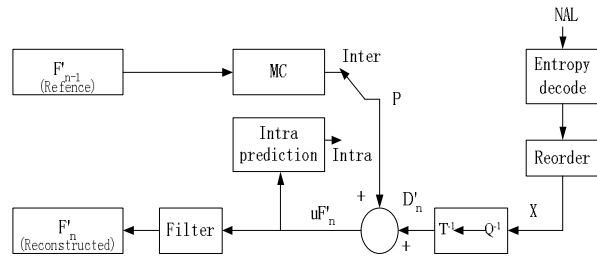 NAL
F'n-1
(Refence)
MC
Inter
Entropy
decode
P
Intra
prediction
Intra
Reorder
+
D'n
X
F'n
(Reconstructed)
Filter
uF'n
+
T-1
Q-1